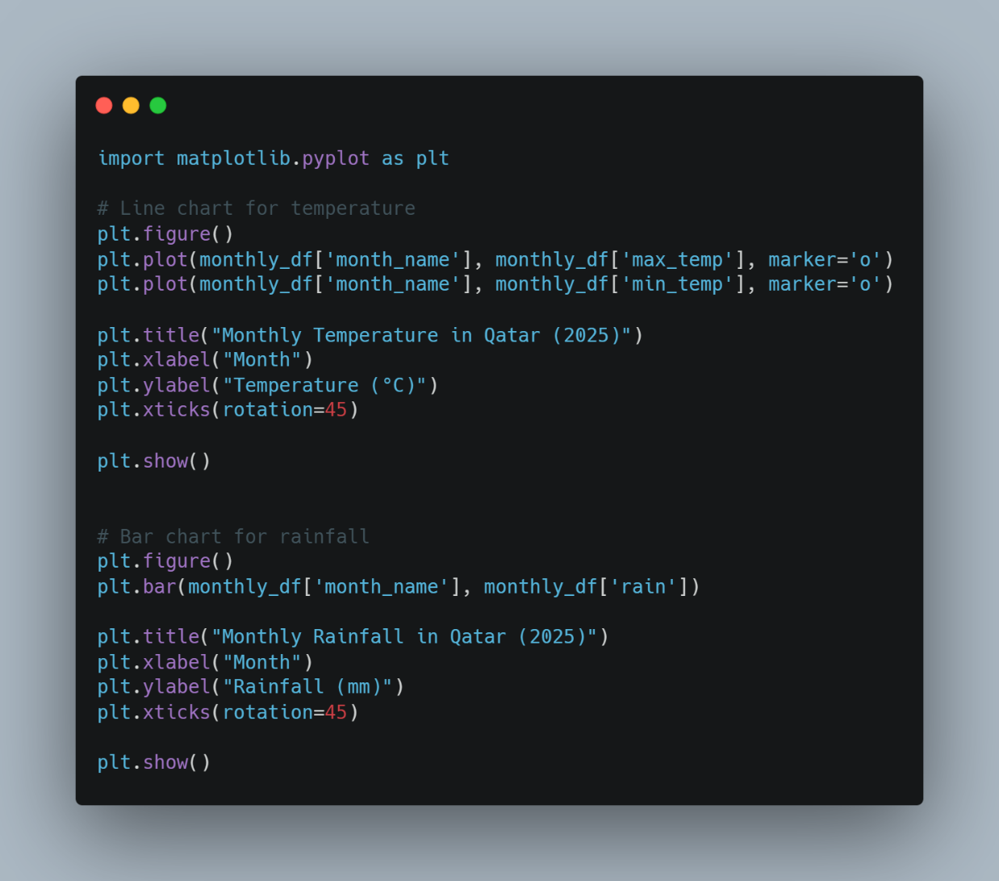 import matplotlib.pyplot as plt

# Line chart for temperature
plt.figure()
plt.plot(monthly_df['month_name'], monthly_df['max_temp'], marker='o')
plt.plot(monthly_df['month_name'], monthly_df['min_temp'], marker='o')

plt.title("Monthly Temperature in Qatar (2025)")
plt.xlabel("Month")
plt.ylabel("Temperature (°C)")
plt.xticks(rotation=45)

plt.show()


# Bar chart for rainfall
plt.figure()
plt.bar(monthly_df['month_name'], monthly_df['rain'])

plt.title("Monthly Rainfall in Qatar (2025)")
plt.xlabel("Month")
plt.ylabel("Rainfall (mm)")
plt.xticks(rotation=45)

plt.show()